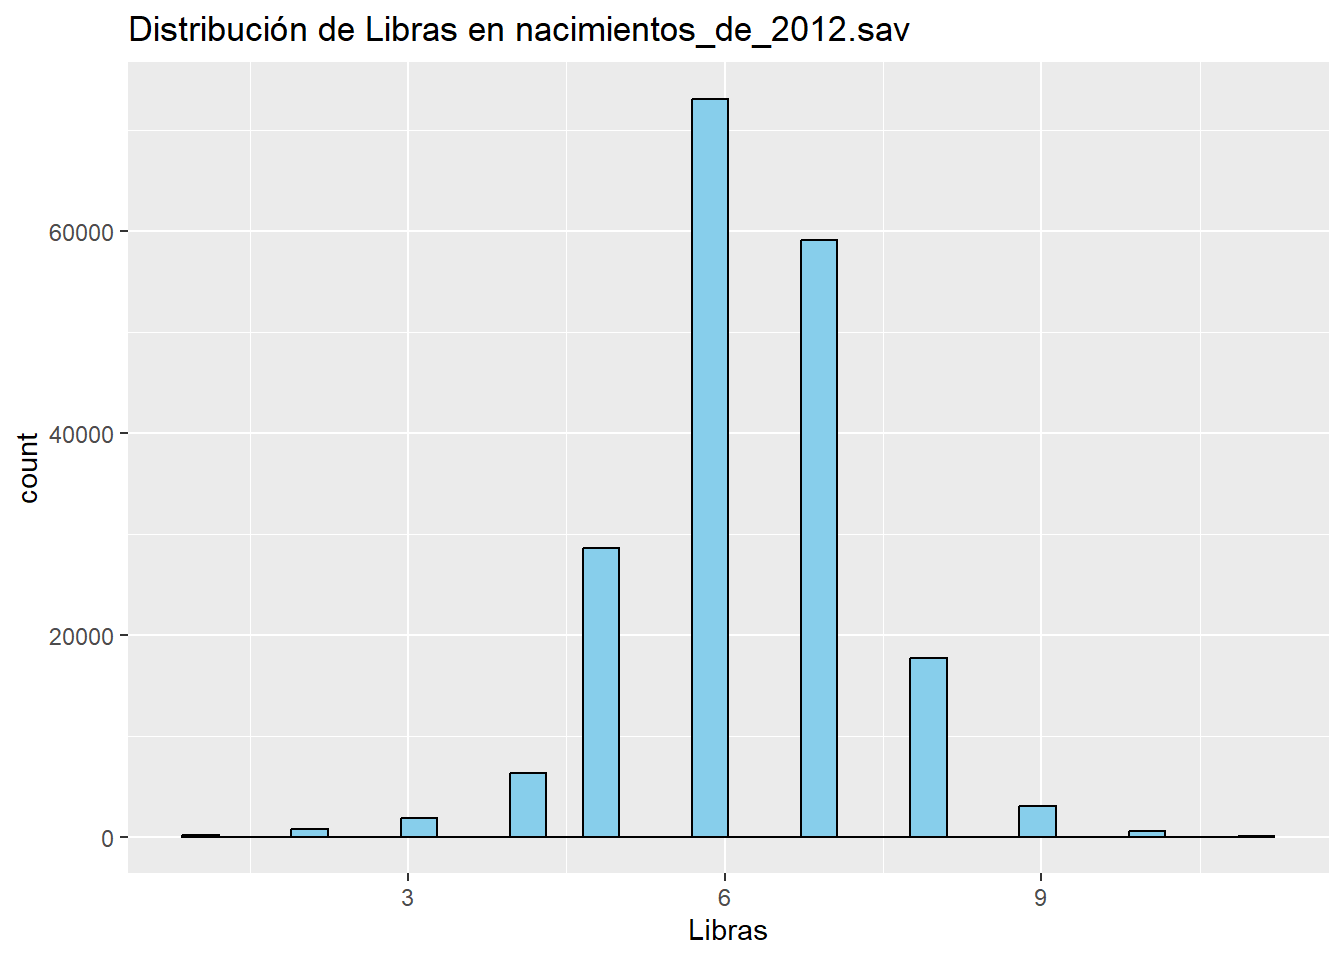 Distribución de Libras en nacimientos_de_2012.sav
60000
40000
20000
0
count
3 6 9
Libras